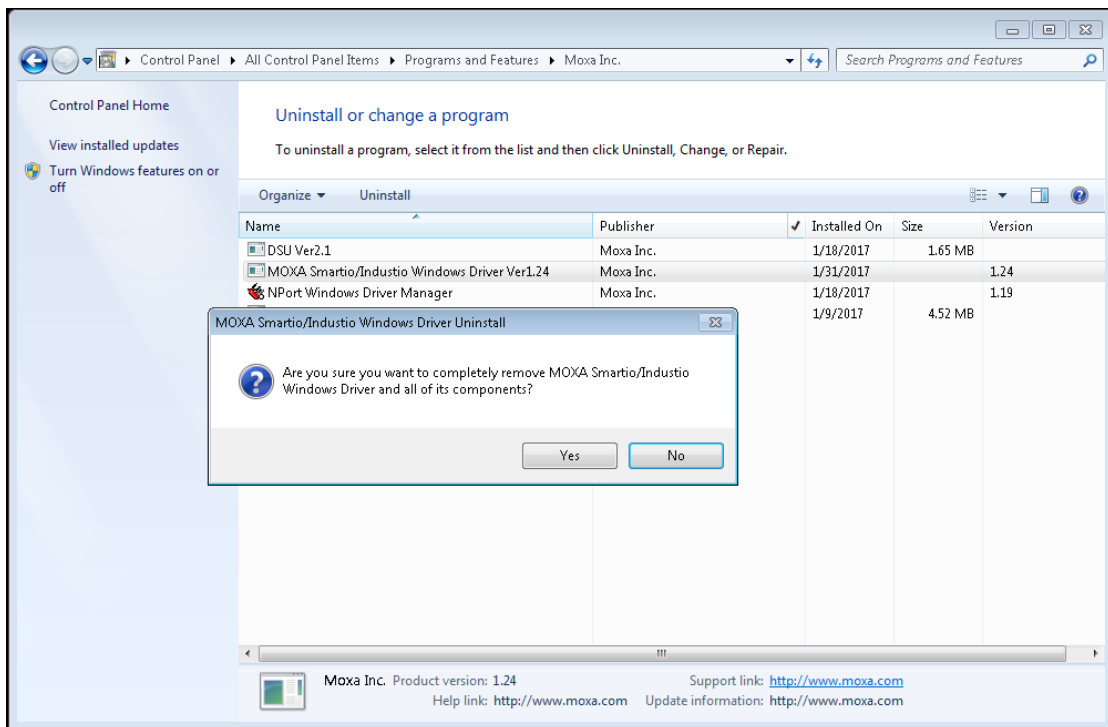 Control Panel ▸ All Control Panel Items ▸ Programs and Features ▸ Moxa Inc.
Search Programs and Features
Control Panel Home
View installed updates
Turn Windows features on or
off
Uninstall or change a program
To uninstall a program, select it from the list and then click Uninstall, Change, or Repair.
Organize Uninstall
Name Publisher Installed On Size Version
DSU Ver2.1 Moxa Inc. 1/18/2017 1.65 MB
MOXA Smartio/Industio Windows Driver Ver1.24 Moxa Inc. 1/31/2017 1.24
NPort Windows Driver Manager Moxa Inc. 1/18/2017 1.19
1/9/2017 4.52 MB
MOXA Smartio/Industio Windows Driver Uninstall
Are you sure you want to completely remove MOXA Smartio/Industio
Windows Driver and all of its components?
Yes No
Moxa Inc. Product version: 1.24 Support link: http://www.moxa.com
Help link: http://www.moxa.com Update information: http://www.moxa.com